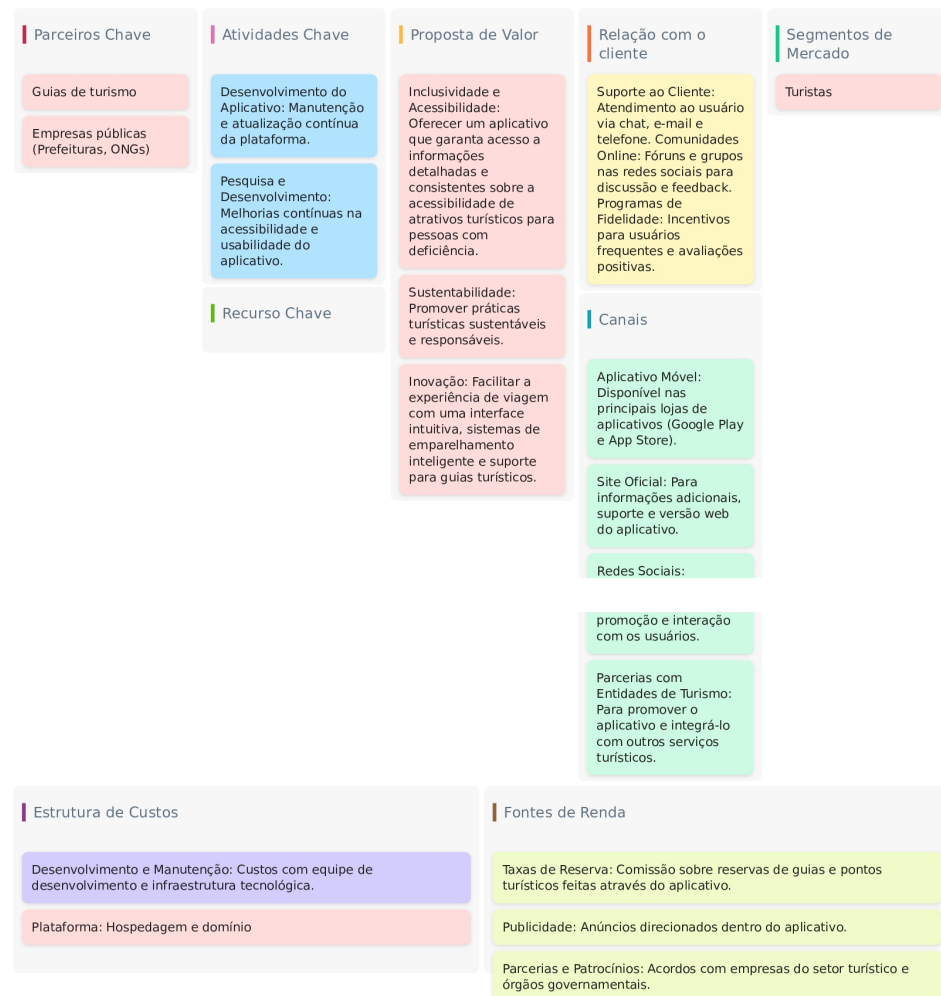 Parceiros Chave
Guias de turismo
Empresas públicas
(Prefeituras, ONGs)
Atividades Chave
Desenvolvimento do
Aplicativo: Manutenção
e atualização contínua
da plataforma.
Pesquisa e
Desenvolvimento:
Melhorias contínuas na
acessibilidade e
usabilidade do
aplicativo.
Recurso Chave
Proposta de Valor
Inclusividade e
Acessibilidade:
Oferecer um aplicativo
que garanta acesso a
informações
detalhadas e
consistentes sobre a
acessibilidade de
atrativos turísticos para
pessoas com
deficiência.
Sustentabilidade:
Promover práticas
turísticas sustentáveis
e responsáveis.
Inovação: Facilitar a
experiência de viagem
com uma interface
intuitiva, sistemas de
emparelhamento
inteligente e suporte
para guias turísticos.
Relação com o
cliente
Suporte ao Cliente:
Atendimento ao usuário
via chat, e-mail e
telefone. Comunidades
Online: Fóruns e grupos
nas redes sociais para
discussão e feedback.
Programas de
Fidelidade: Incentivos
para usuários
frequentes e avaliações
positivas.
Canais
Aplicativo Móvel:
Disponível nas
principais lojas de
aplicativos (Google Play
e App Store).
Site Oficial: Para
informações adicionais,
suporte e versão web
do aplicativo.
Redes Sociais:
promoção e interação
com os usuários.
Parcerias com
Entidades de Turismo:
Para promover o
aplicativo e integrá-lo
com outros serviços
turísticos.
Segmentos de
Mercado
Turistas
Estrutura de Custos
Desenvolvimento e Manutenção: Custos com equipe de
desenvolvimento e infraestrutura tecnológica.
Plataforma: Hospedagem e domínio
Fontes de Renda
Taxas de Reserva: Comissão sobre reservas de guias e pontos
turísticos feitas através do aplicativo.
Publicidade: Anúncios direcionados dentro do aplicativo.
Parcerias e Patrocínios: Acordos com empresas do setor turístico e
órgãos governamentais.